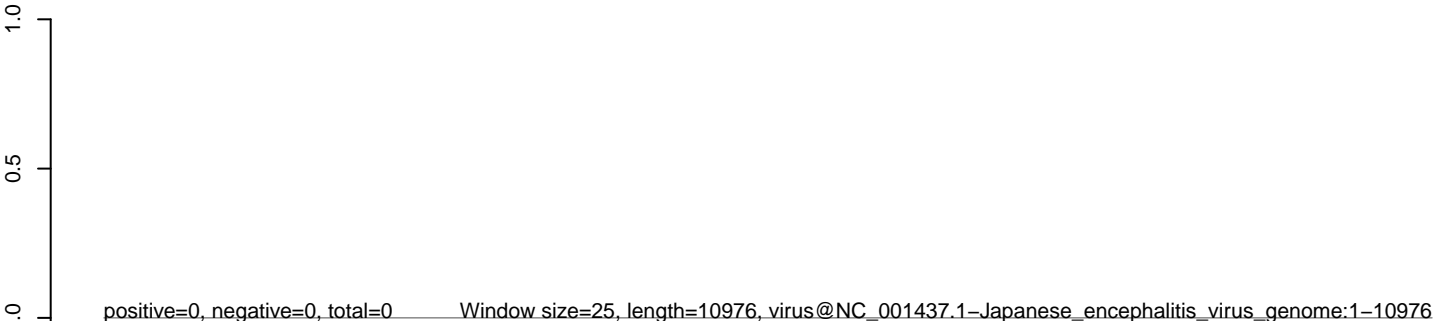 1.0
0.5
.0
positive=0, negative=0, total=0 Window size=25, length=10976, virus@NC_001437.1−Japanese_encephalitis_virus_genome:1−10976